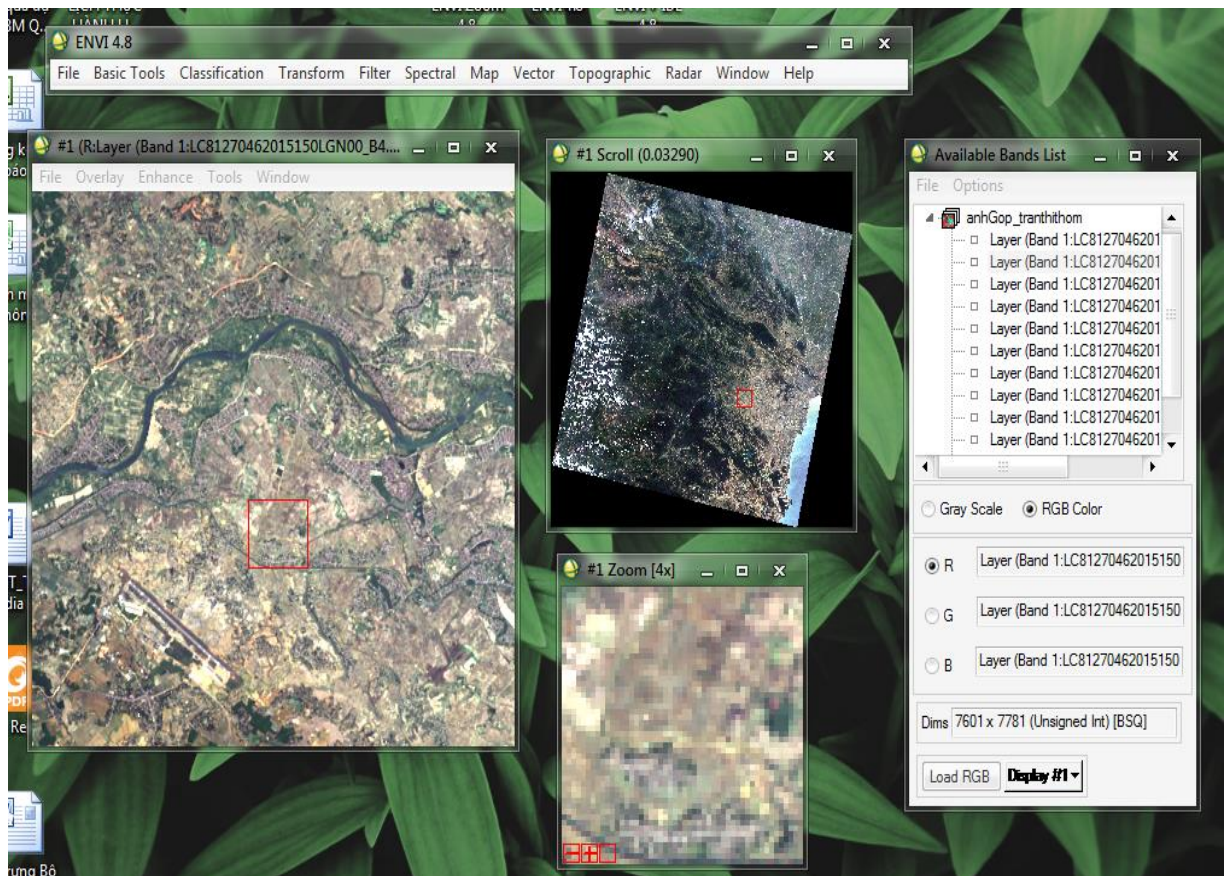 ENVI 4.8
File Basic Tools Classification Transform Filter Spectral Map Vector Topographic Radar Window Help
#1 (R:Layer (Band 1:LC81270462015150LGN00_B4....
File Overlay Enhance Tools Window
#1 Scroll (0.03290)
#1 Zoom [4x]
Available Bands List
File Options
anhGop_tranthithom
Layer (Band 1:LC8127046201
Layer (Band 1:LC8127046201
Layer (Band 1:LC8127046201
Layer (Band 1:LC8127046201
Layer (Band 1:LC8127046201
Layer (Band 1:LC8127046201
Layer (Band 1:LC8127046201
Layer (Band 1:LC8127046201
Layer (Band 1:LC8127046201
Layer (Band 1:LC8127046201
Gray Scale RGB Color
R Layer (Band 1:LC81270462015150
G Layer (Band 1:LC81270462015150
B Layer (Band 1:LC81270462015150
Dims 7601 x 7781 (Unsigned Int) [BSQ]
Load RGB Display #1